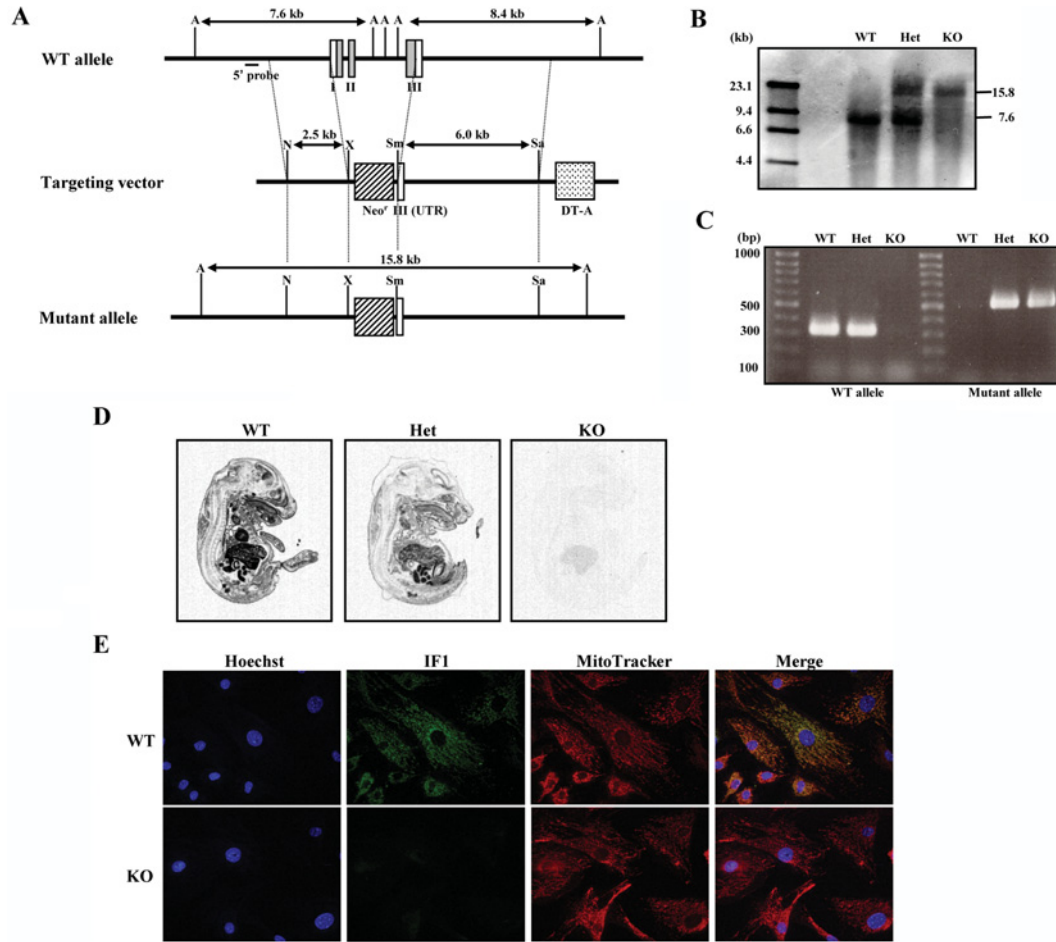 A
A 7.6 kb A A A 8.4 kb A
WT allele
5' probe
I II III
N 2.5 kb X Sm 6.0 kb Sa
Targeting vector
Neoʳ III (UTR) DT-A
A 15.8 kb A
N X Sm Sa
Mutant allele
B
(kb) WT Het KO
23.1
15.8
9.4
7.6
6.6
4.4
C
(bp) WT Het KO WT Het KO
1000
500
300
100
WT allele Mutant allele
D
WT Het KO
E
Hoechst IF1 MitoTracker Merge
WT
KO